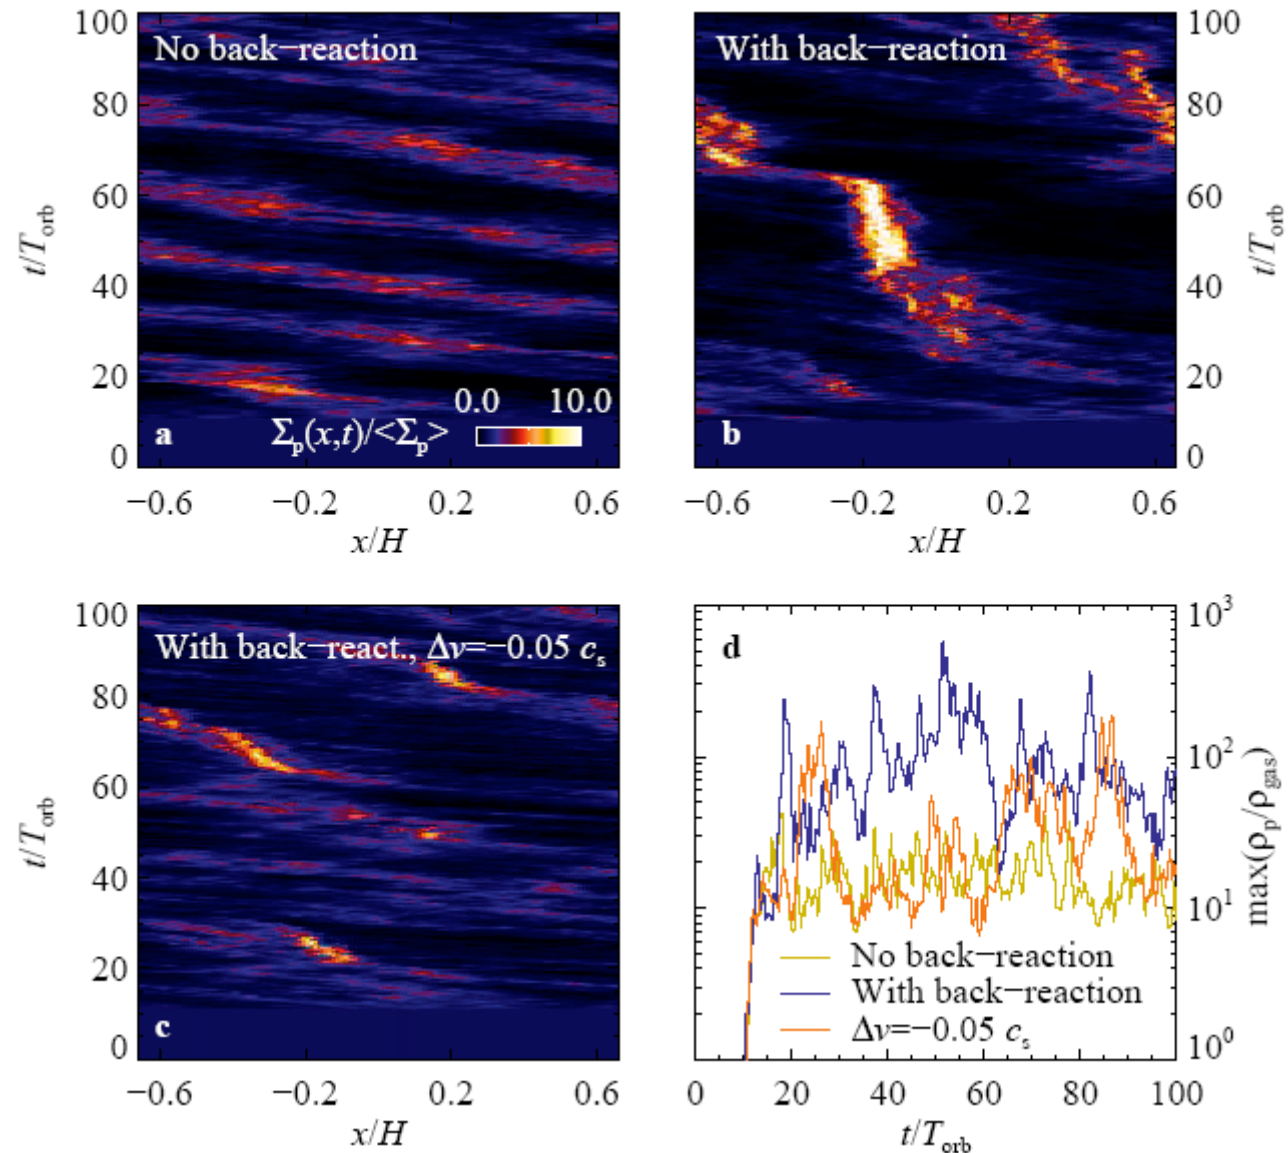 No back−reaction
100
80
60
40
20
0
t/T_orb
0.0 10.0
a Σ_p(x,t)/<Σ_p>
−0.6 −0.2 0.2 0.6
x/H
With back−reaction
100
80
60
40
20
0
t/T_orb
b
−0.6 −0.2 0.2 0.6
x/H
With back−react., Δv=−0.05 c_s
100
80
60
40
20
0
t/T_orb
c
−0.6 −0.2 0.2 0.6
x/H
d
10^3
10^2
10^1
10^0
max(ρ_p/ρ_gas)
No back−reaction
With back−reaction
Δv=−0.05 c_s
0 20 40 60 80 100
t/T_orb